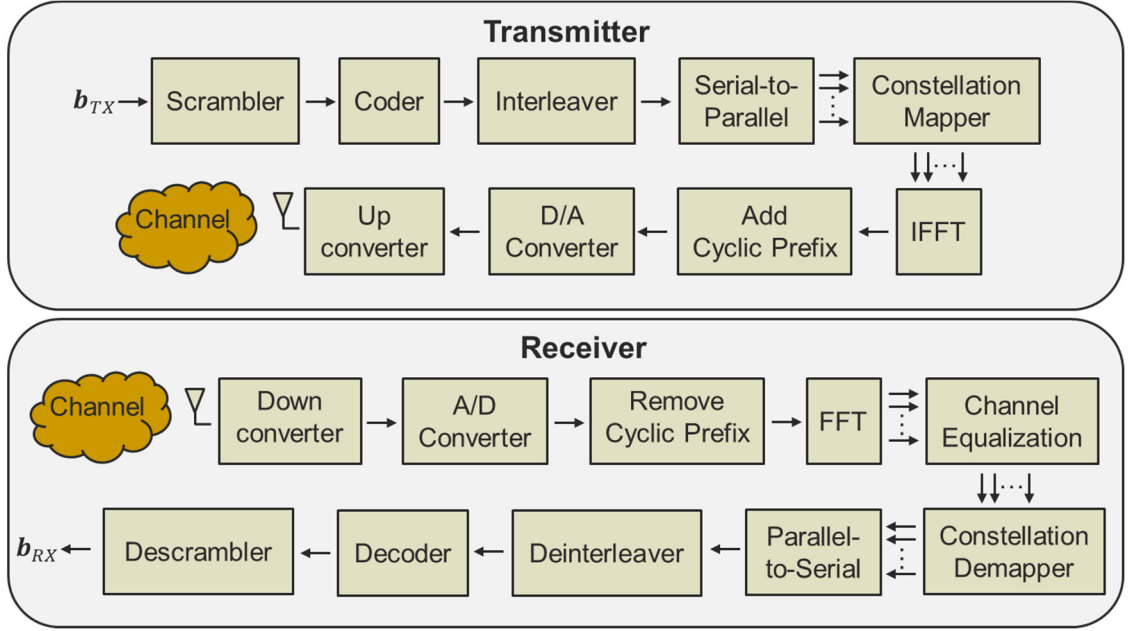 Transmitter
b_TX
Scrambler
Coder
Interleaver
Serial-to-
Parallel
Constellation
Mapper
Channel
Up
converter
D/A
Converter
Add
Cyclic Prefix
IFFT
Receiver
Channel
Down
converter
A/D
Converter
Remove
Cyclic Prefix
FFT
Channel
Equalization
b_RX
Descrambler
Decoder
Deinterleaver
Parallel-
to-Serial
Constellation
Demapper